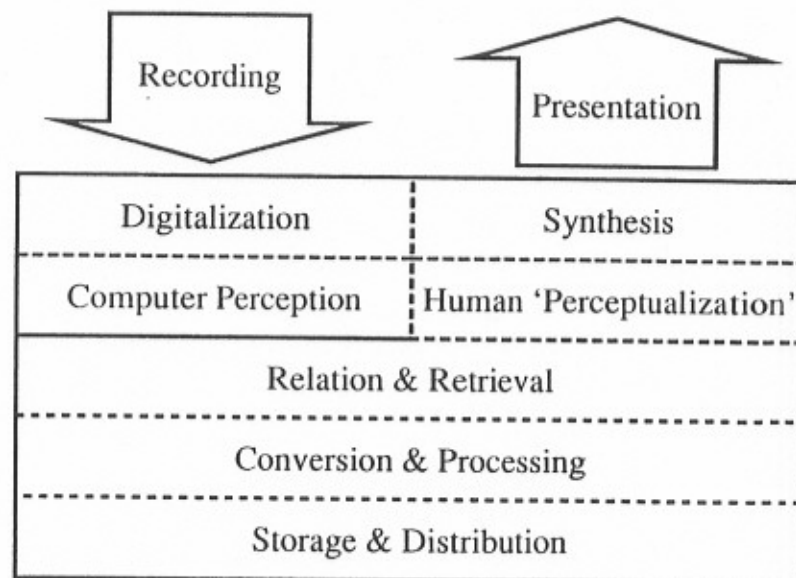 Recording
Presentation
Digitalization
Synthesis
Computer Perception
Human ‘Perceptualization’
Relation & Retrieval
Conversion & Processing
Storage & Distribution